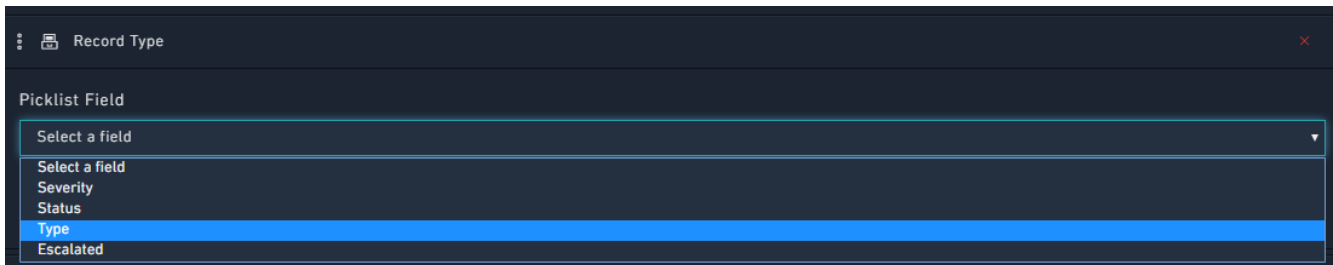 Record Type
Picklist Field
Select a field
Select a field
Severity
Status
Type
Escalated